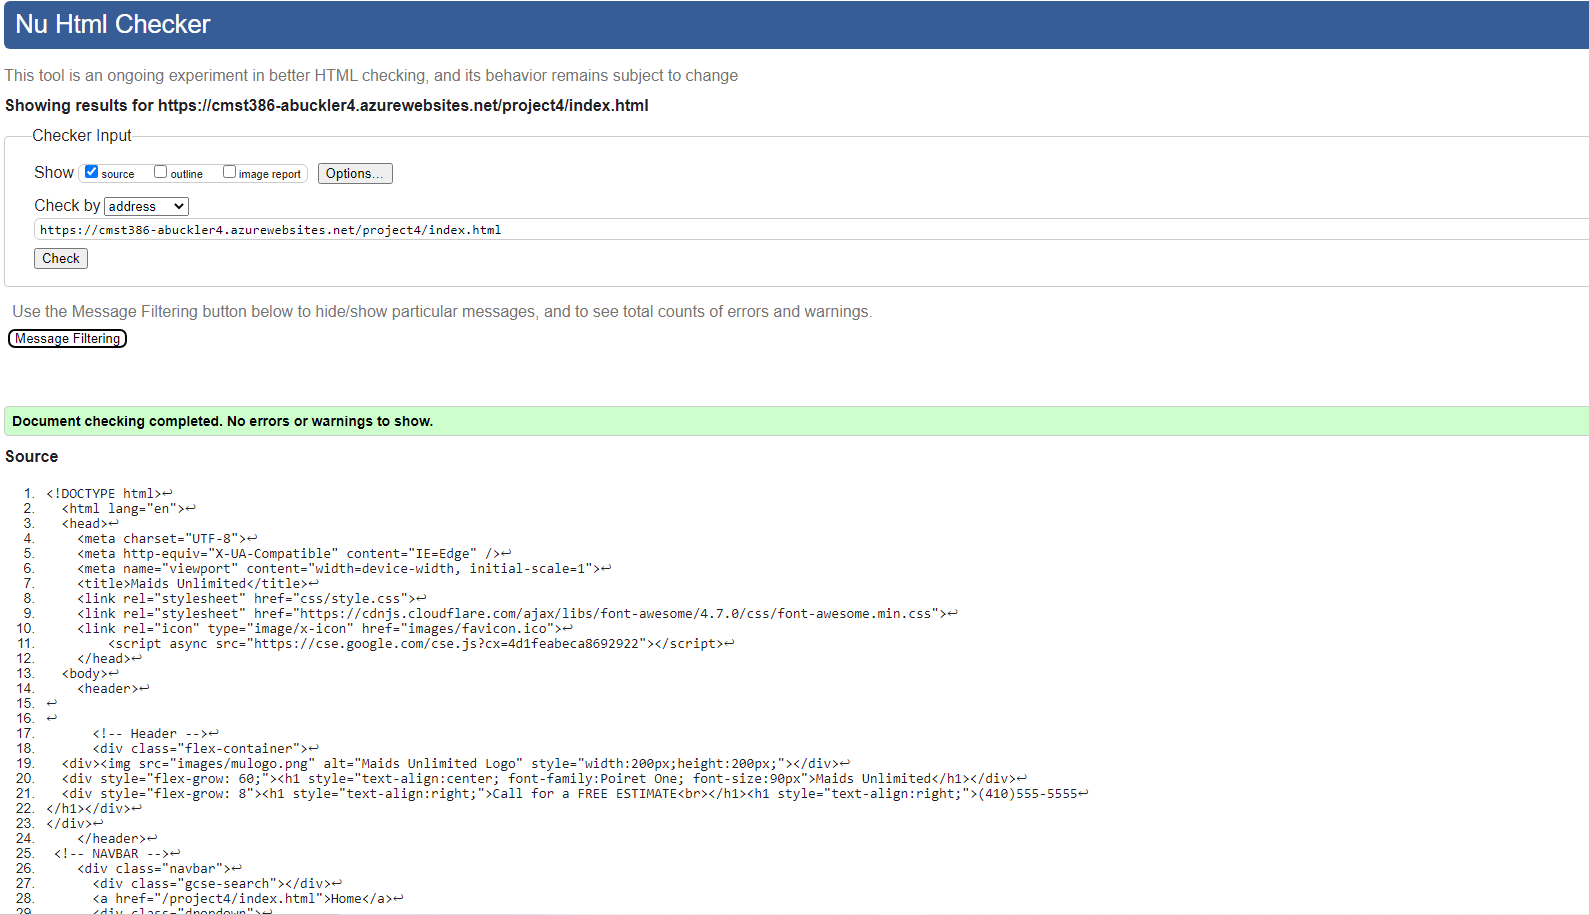 Nu Html Checker
This tool is an ongoing experiment in better HTML checking, and its behavior remains subject to change
Showing results for https://cmst386-abuckler4.azurewebsites.net/project4/index.html
Checker Input
Show source outline image report Options...
Check by address
https://cmst386-abuckler4.azurewebsites.net/project4/index.html
Check
Use the Message Filtering button below to hide/show particular messages, and to see total counts of errors and warnings.
Message Filtering
Document checking completed. No errors or warnings to show.
Source
1. <!DOCTYPE html>↩
2. <html lang="en">↩
3. <head>↩
4. <meta charset="UTF-8">↩
5. <meta http-equiv="X-UA-Compatible" content="IE=Edge" />↩
6. <meta name="viewport" content="width=device-width, initial-scale=1">↩
7. <title>Maids Unlimited</title>↩
8. <link rel="stylesheet" href="css/style.css">↩
9. <link rel="stylesheet" href="https://cdnjs.cloudflare.com/ajax/libs/font-awesome/4.7.0/css/font-awesome.min.css">↩
10. <link rel="icon" type="image/x-icon" href="images/favicon.ico">↩
11. <script async src="https://cse.google.com/cse.js?cx=4d1feabeca8692922"></script>↩
12. </head>↩
13. <body>↩
14. <header>↩
15. ↩
16. ↩
17. <!-- Header -->↩
18. <div class="flex-container">↩
19. <div><img src="images/mulogo.png" alt="Maids Unlimited Logo" style="width:200px;height:200px;"></div>↩
20. <div style="flex-grow: 60;"><h1 style="text-align:center; font-family:Poiret One; font-size:90px">Maids Unlimited</h1></div>↩
21. <div style="flex-grow: 8"><h1 style="text-align:right;">Call for a FREE ESTIMATE<br></h1><h1 style="text-align:right;">(410)555-5555↩
22. </h1></div>↩
23. </div>↩
24. </header>↩
25. <!-- NAVBAR -->↩
26. <div class="navbar">↩
27. <div class="gcse-search"></div>↩
28. <a href="/project4/index.html">Home</a>↩
29. <div class="dropdown">↩